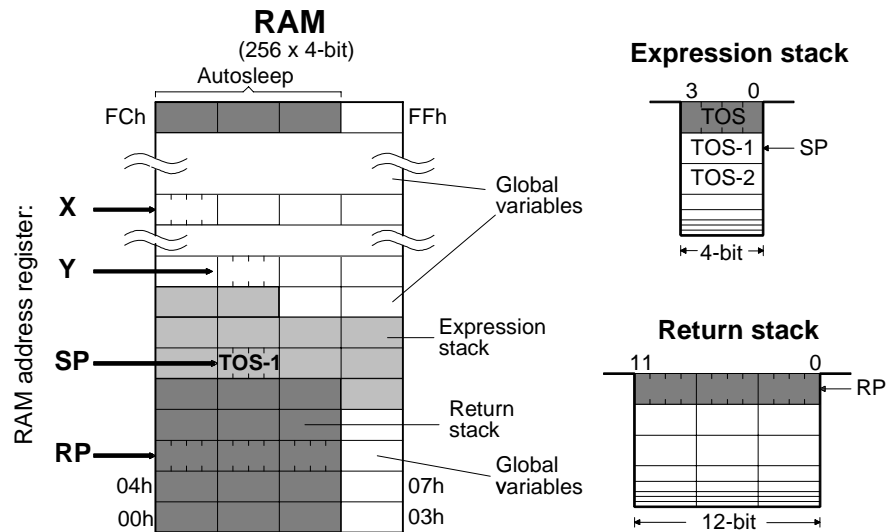 RAM
(256 x 4-bit)
Autosleep
FCh
FFh
RAM address register:
X
Y
SP
TOS-1
RP
04h
07h
00h
03h
Global
variables
Expression
stack
Return
stack
Global
variables
Expression stack
3 0
TOS
TOS-1
SP
TOS-2
4-bit
Return stack
11 0
RP
12-bit